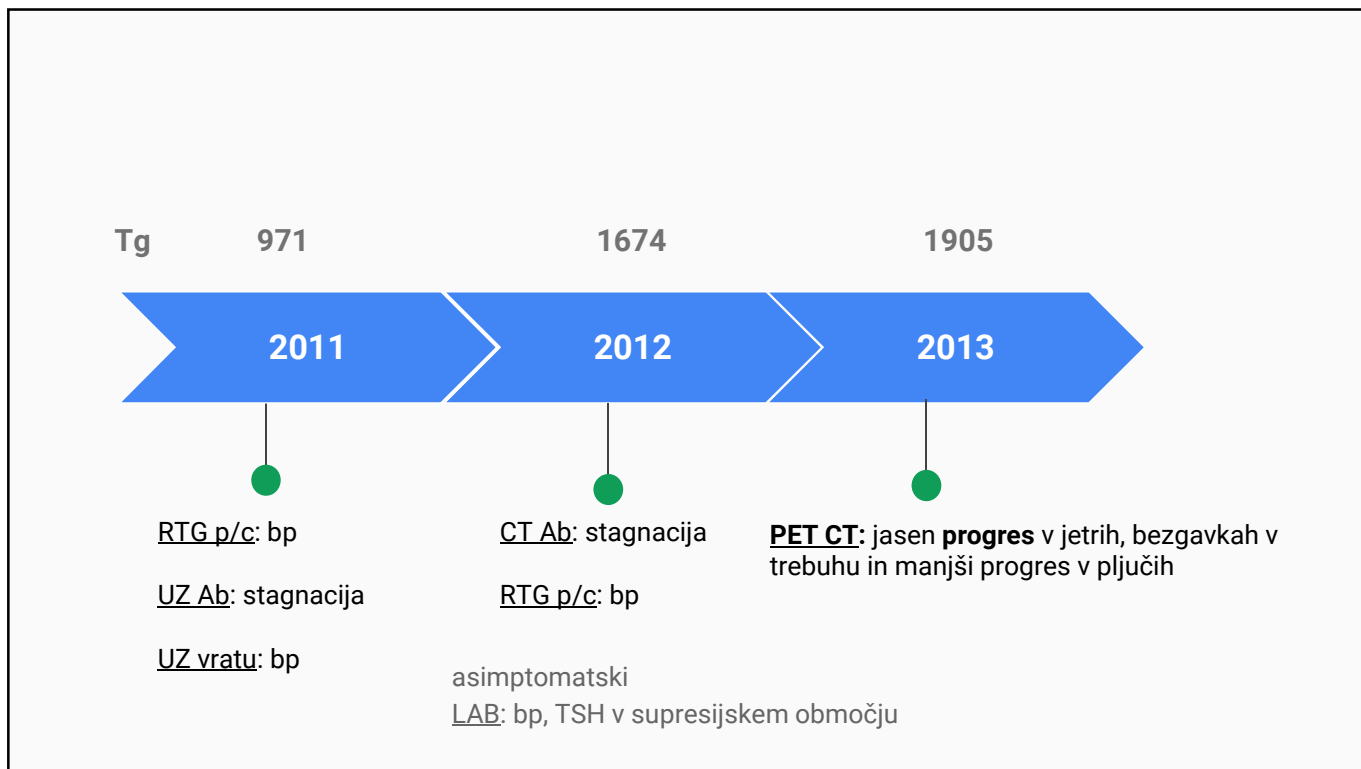 Tg 971 1674 1905
2011 2012 2013
RTG p/c: bp
UZ Ab: stagnacija
UZ vratu: bp
CT Ab: stagnacija
RTG p/c: bp
PET CT: jasen progres v jetrih, bezgavkah v
trebuhu in manjši progres v pljučih
asimptomatski
LAB: bp, TSH v supresijskem območju